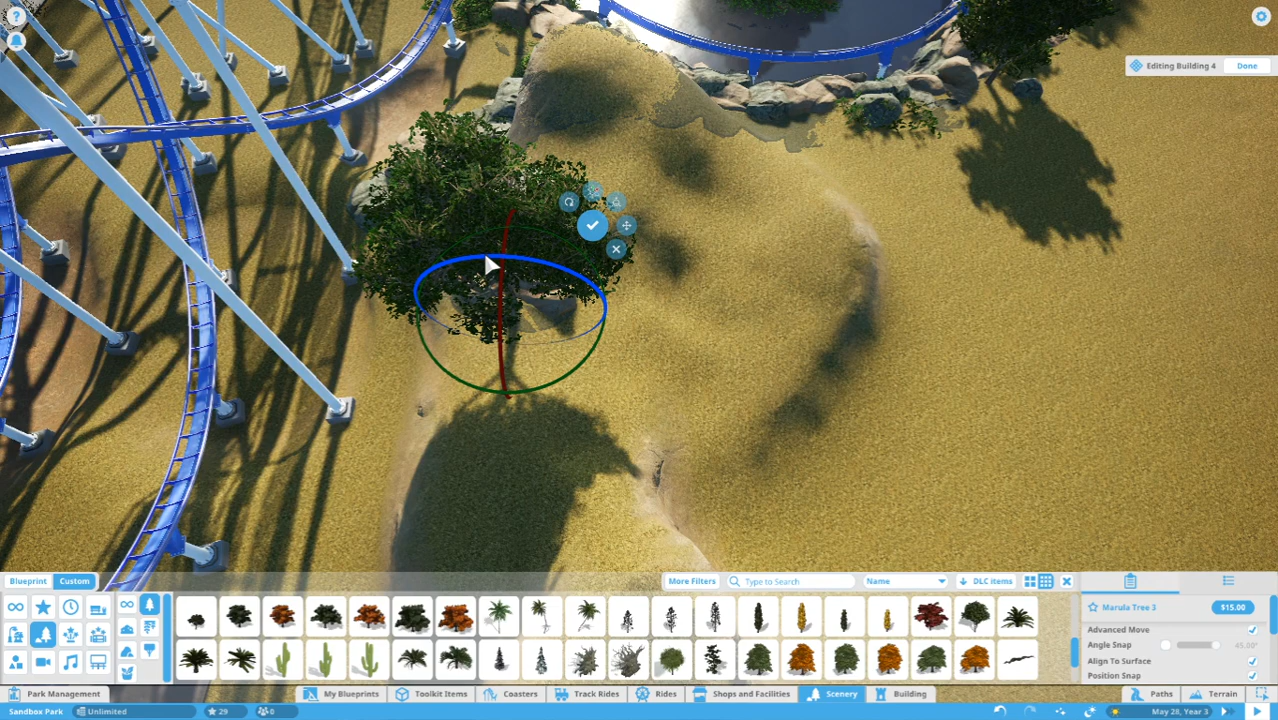 ?
Editing Building 4
Done
Blueprint
Custom
More Filters
Type to Search
Name
DLC items
Marula Tree 3
$15.00
Advanced Move
Angle Snap
45.00°
Align To Surface
Position Snap
Park Management
My Blueprints
Toolkit Items
Coasters
Track Rides
Rides
Shops and Facilities
Scenery
Building
Paths
Terrain
Sandbox Park
Unlimited
29
0
May 28, Year 3